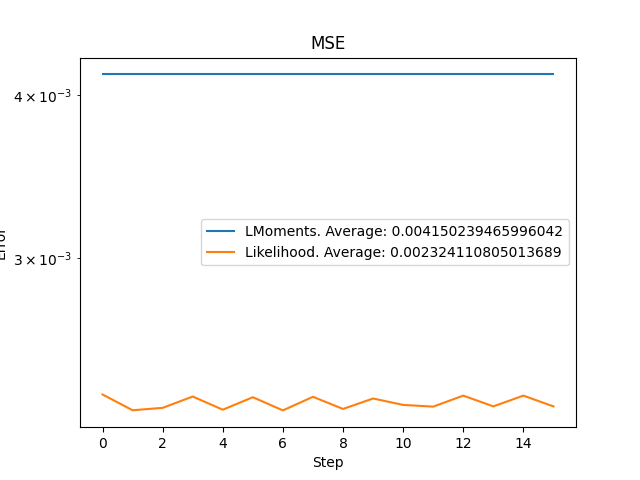 MSE
Error
4 × 10⁻³
3 × 10⁻³
LMoments. Average: 0.004150239465996042
Likelihood. Average: 0.002324110805013689
0 2 4 6 8 10 12 14
Step